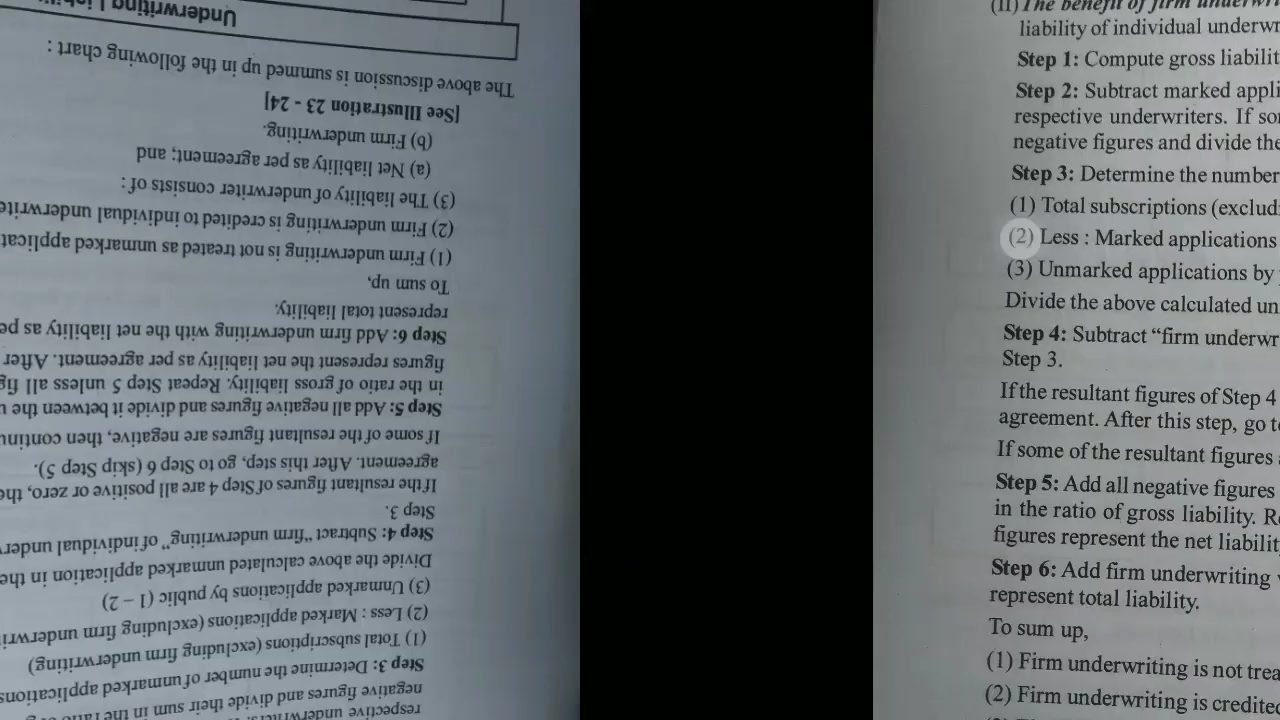 respective underwriters.
negative figures and divide their sum in the
Step 3: Determine the number of unmarked applications
(1) Total subscriptions (excluding firm underwriting)
(2) Less : Marked applications (excluding firm underwri
(3) Unmarked applications by public (1 – 2)
Divide the above calculated unmarked application in the
Step 4: Subtract "firm underwriting" of individual under
Step 3.
If the resultant figures of Step 4 are all positive or zero, the
agreement. After this step, go to Step 6 (skip Step 5).
If some of the resultant figures are negative, then continu
Step 5: Add all negative figures and divide it between the u
in the ratio of gross liability. Repeat Step 5 unless all fig
figures represent the net liability as per agreement. After
Step 6: Add firm underwriting with the net liability as pe
represent total liability.
To sum up,
(1) Firm underwriting is not treated as unmarked applicat
(2) Firm underwriting is credited to individual underwrite
(3) The liability of underwriter consists of :
(a) Net liability as per agreement; and
(b) Firm underwriting.
[See Illustration 23 - 24]
The above discussion is summed up in the following chart :
Underwriting Liabili
(II) The benefit of firm underwri
liability of individual underwr
Step 1: Compute gross liabilit
Step 2: Subtract marked appli
respective underwriters. If so
negative figures and divide the
Step 3: Determine the number
(1) Total subscriptions (exclud
(2) Less : Marked applications
(3) Unmarked applications by
Divide the above calculated un
Step 4: Subtract "firm underwr
Step 3.
If the resultant figures of Step 4
agreement. After this step, go t
If some of the resultant figures
Step 5: Add all negative figures
in the ratio of gross liability. R
figures represent the net liabilit
Step 6: Add firm underwriting
represent total liability.
To sum up,
(1) Firm underwriting is not trea
(2) Firm underwriting is credite